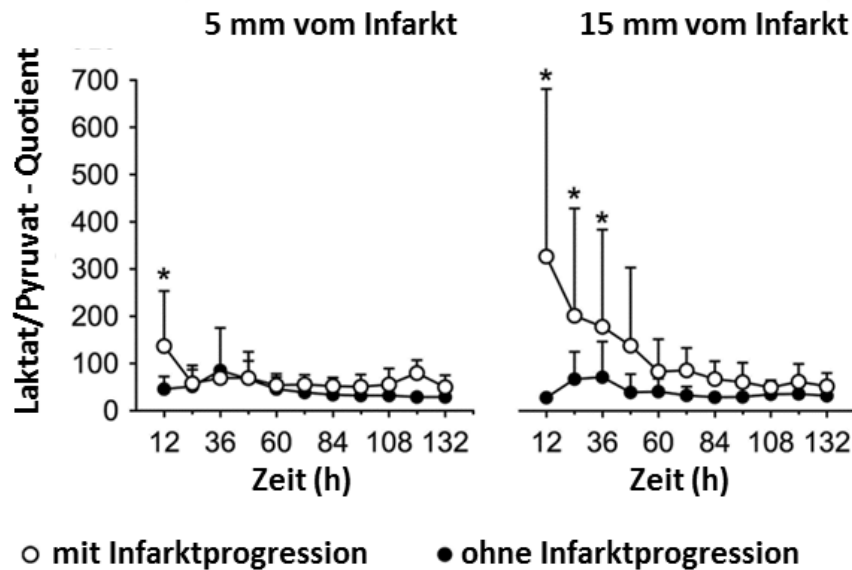 5 mm vom Infarkt
15 mm vom Infarkt
Laktat/Pyruvat - Quotient
700
600
500
400
300
200
100
0
*
*
*
*
12 36 60 84 108 132
12 36 60 84 108 132
Zeit (h)
Zeit (h)
mit Infarktprogression
ohne Infarktprogression